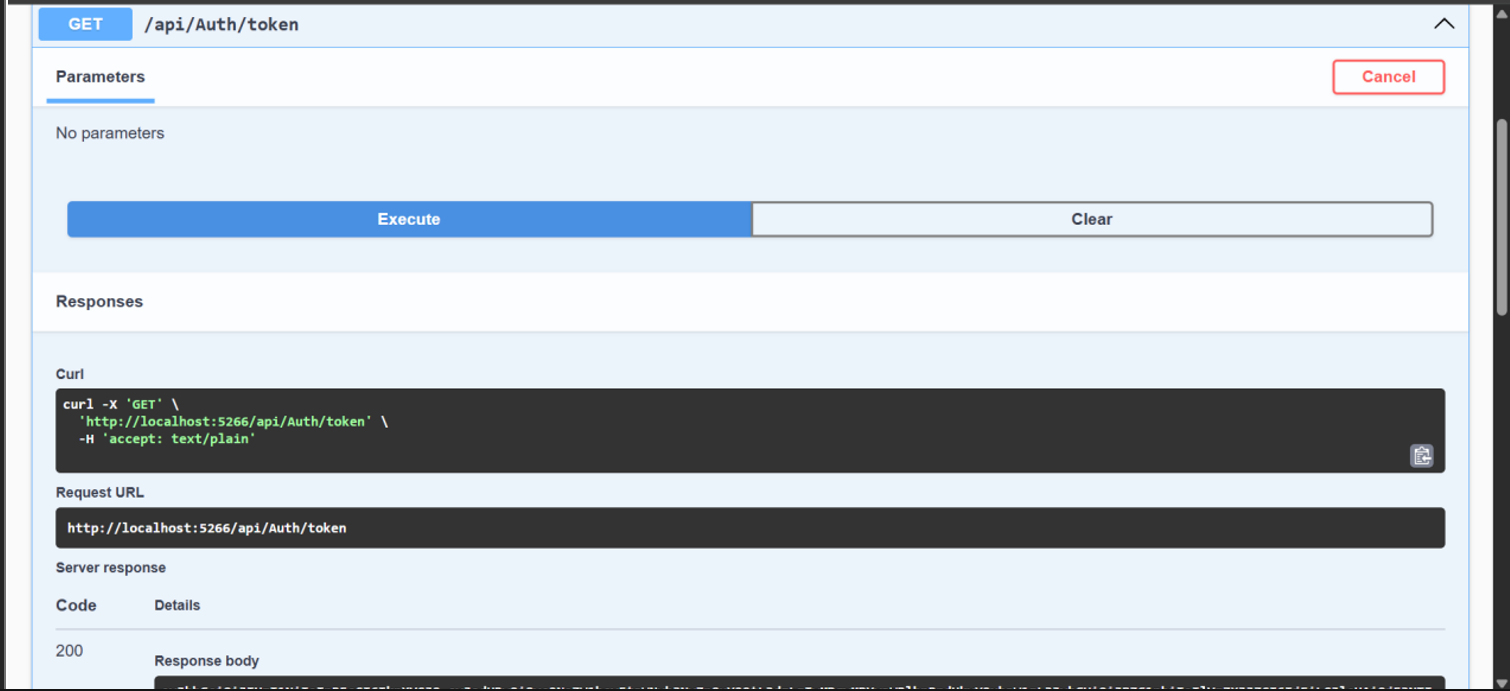 GET /api/Auth/token
Parameters
Cancel
No parameters
Execute
Clear
Responses
Curl
curl -X 'GET' \
'http://localhost:5266/api/Auth/token' \
-H 'accept: text/plain'
Request URL
http://localhost:5266/api/Auth/token
Server response
Code Details
200
Response body